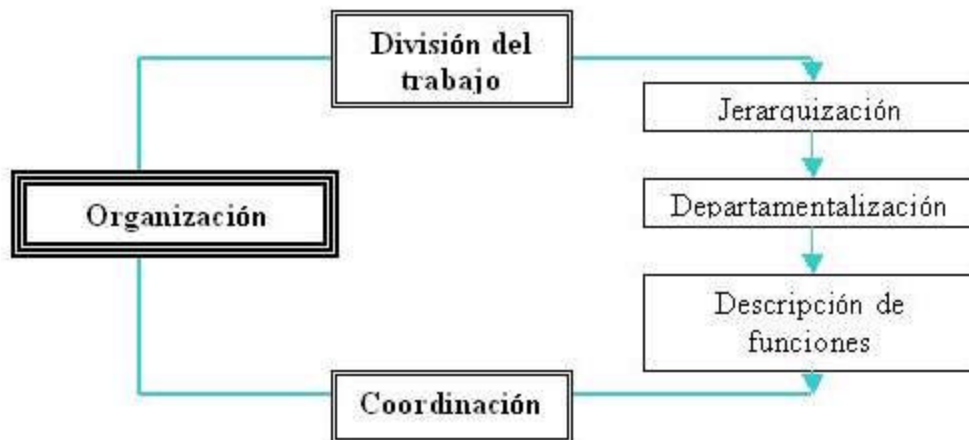 División del
trabajo
Jerarquización
Organización
Departamentalización
Descripción de
funciones
Coordinación